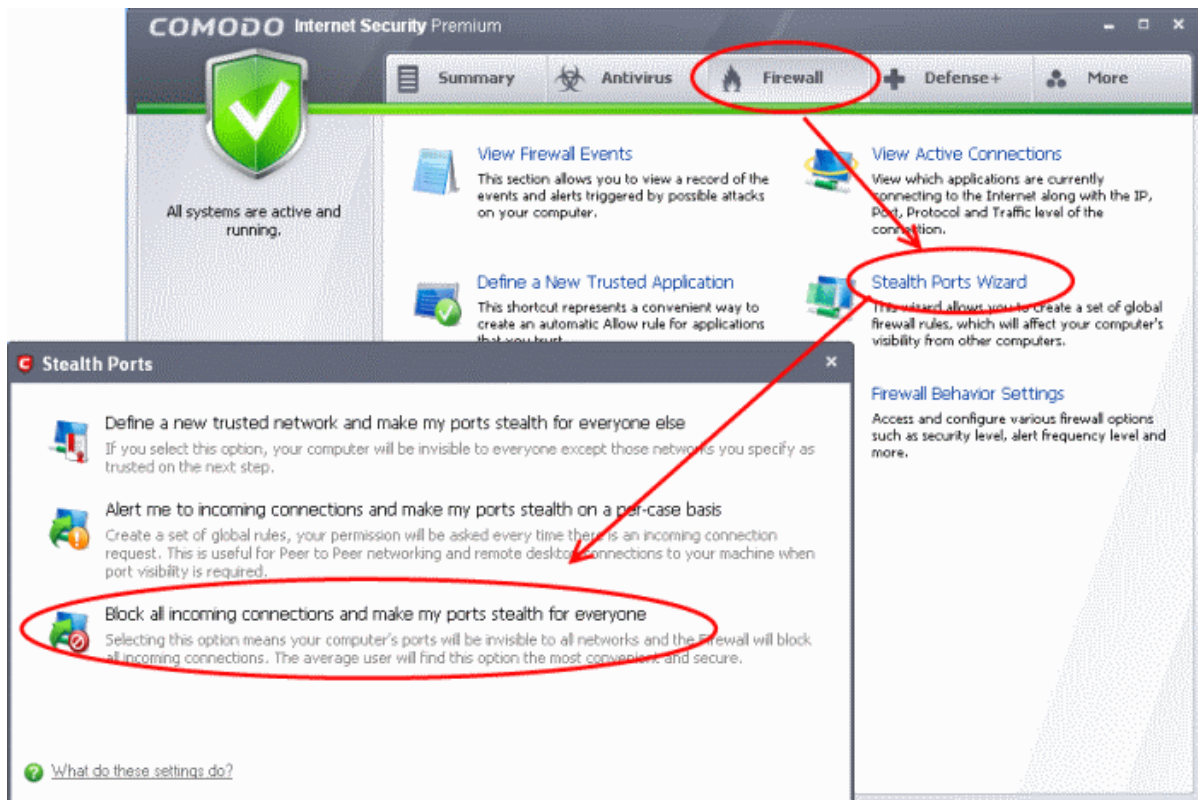 COMODO Internet Security Premium
Summary
Antivirus
Firewall
Defense+
More
All systems are active and
running.
View Firewall Events
This section allows you to view a record of the
events and alerts triggered by possible attacks
on your computer.
View Active Connections
View which applications are currently
connecting to the Internet along with the IP,
Port, Protocol and Traffic level of the
connection.
Define a New Trusted Application
This shortcut represents a convenient way to
create an automatic Allow rule for applications
that you trust.
Stealth Ports Wizard
This wizard allows you to create a set of global
firewall rules, which will affect your computer's
visibility from other computers.
Firewall Behavior Settings
Access and configure various firewall options
such as security level, alert frequency level and
more.
Stealth Ports
Define a new trusted network and make my ports stealth for everyone else
If you select this option, your computer will be invisible to everyone except those networks you specify as
trusted on the next step.
Alert me to incoming connections and make my ports stealth on a per-case basis
Create a set of global rules, your permission will be asked every time there is an incoming connection
request. This is useful for Peer to Peer networking and remote desktop connections to your machine when
port visibility is required.
Block all incoming connections and make my ports stealth for everyone
Selecting this option means your computer's ports will be invisible to all networks and the Firewall will block
all incoming connections. The average user will find this option the most convenient and secure.
What do these settings do?